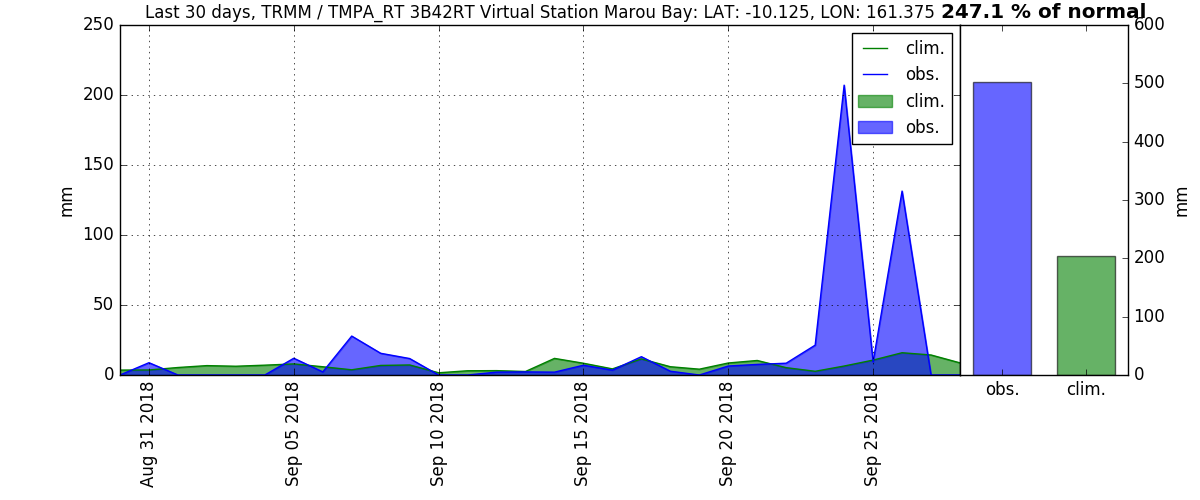 Last 30 days, TRMM / TMPA_RT 3B42RT Virtual Station Marou Bay: LAT: -10.125, LON: 161.375 247.1 % of normal
250
200
150
100
50
0
mm
clim.
obs.
clim.
obs.
Aug 31 2018
Sep 05 2018
Sep 10 2018
Sep 15 2018
Sep 20 2018
Sep 25 2018
600
500
400
300
200
100
0
mm
obs.
clim.